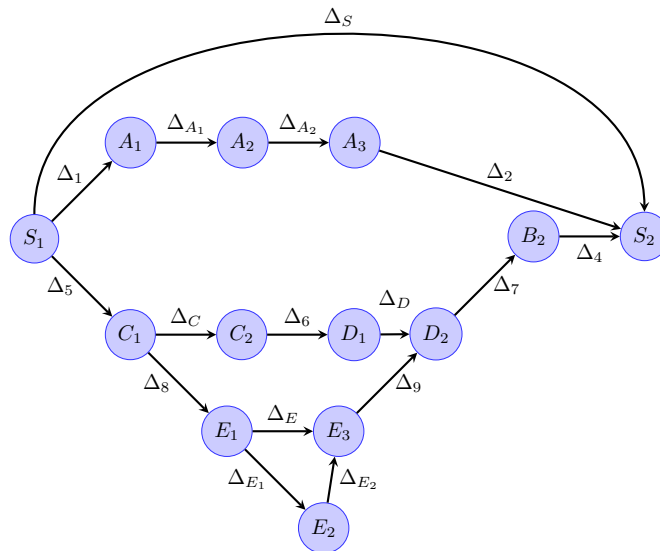 Δ_S
Δ_{A_1} Δ_{A_2}
A_1 A_2 A_3
Δ_1 Δ_2
S_1 B_2 S_2
Δ_4
Δ_5 Δ_7
Δ_C Δ_6 Δ_D
C_1 C_2 D_1 D_2
Δ_8 Δ_9
Δ_E
E_1 E_3
Δ_{E_1} Δ_{E_2}
E_2